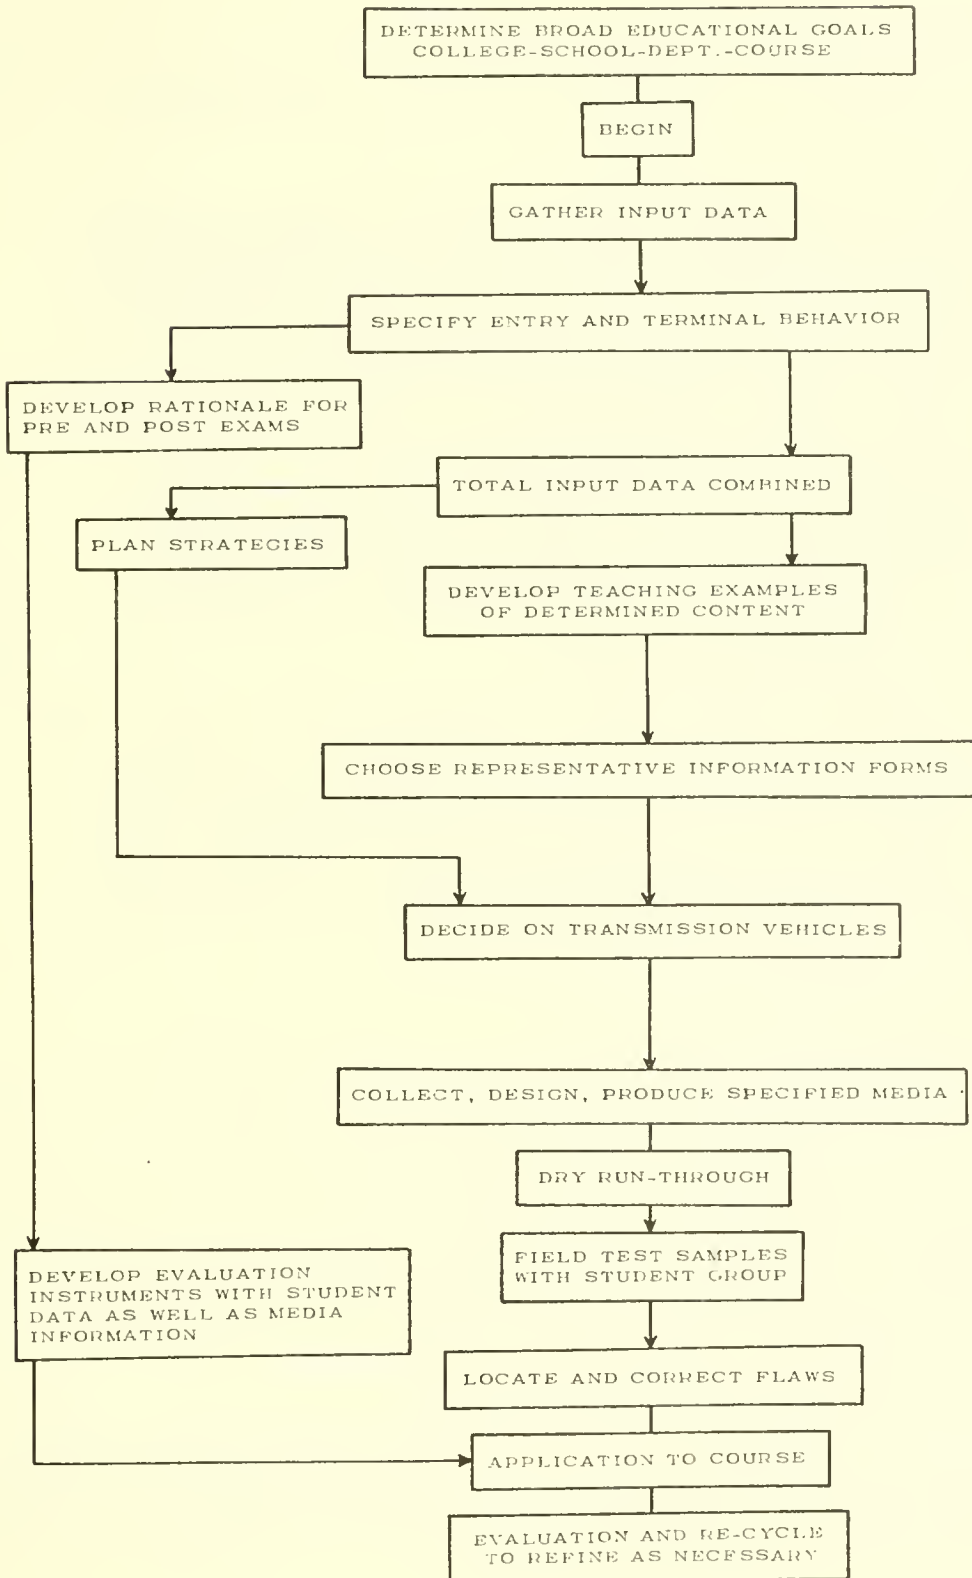 DETERMINE BROAD EDUCATIONAL GOALS
COLLEGE-SCHOOL-DEPT.-COURSE
BEGIN
GATHER INPUT DATA
SPECIFY ENTRY AND TERMINAL BEHAVIOR
DEVELOP RATIONALE FOR
PRE AND POST EXAMS
TOTAL INPUT DATA COMBINED
PLAN STRATEGIES
DEVELOP TEACHING EXAMPLES
OF DETERMINED CONTENT
CHOOSE REPRESENTATIVE INFORMATION FORMS
DECIDE ON TRANSMISSION VEHICLES
COLLECT, DESIGN, PRODUCE SPECIFIED MEDIA
DRY RUN-THROUGH
FIELD TEST SAMPLES
WITH STUDENT GROUP
DEVELOP EVALUATION
INSTRUMENTS WITH STUDENT
DATA AS WELL AS MEDIA
INFORMATION
LOCATE AND CORRECT FLAWS
APPLICATION TO COURSE
EVALUATION AND RE-CYCLE
TO REFINE AS NECESSARY